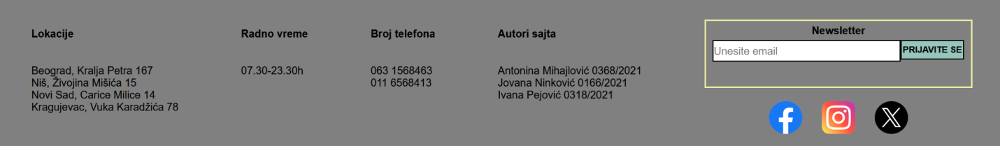 Lokacije
Beograd, Kralja Petra 167
Niš, Živojina Mišića 15
Novi Sad, Carice Milice 14
Kragujevac, Vuka Karadžića 78
Radno vreme
07.30-23.30h
Broj telefona
063 1568463
011 6568413
Autori sajta
Antonina Mihajlović 0368/2021
Jovana Ninković 0166/2021
Ivana Pejović 0318/2021
Newsletter
Unesite email
PRIJAVITE SE